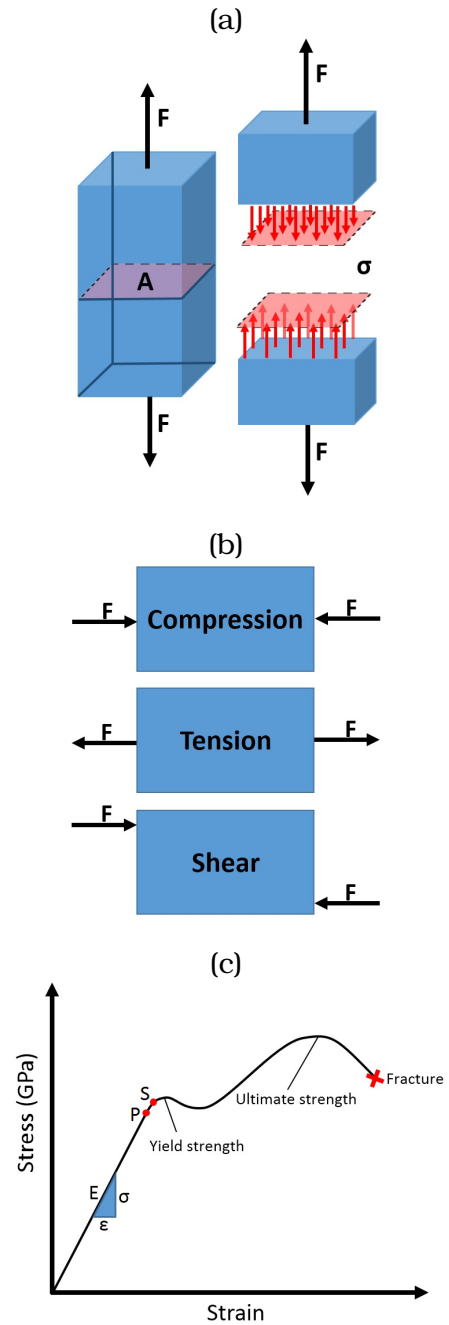 (a)
F
F
A
σ
F
F
(b)
F
Compression
F
F
Tension
F
F
Shear
F
(c)
Stress (GPa)
S
P
Yield strength
Ultimate strength
Fracture
E
σ
ε
Strain